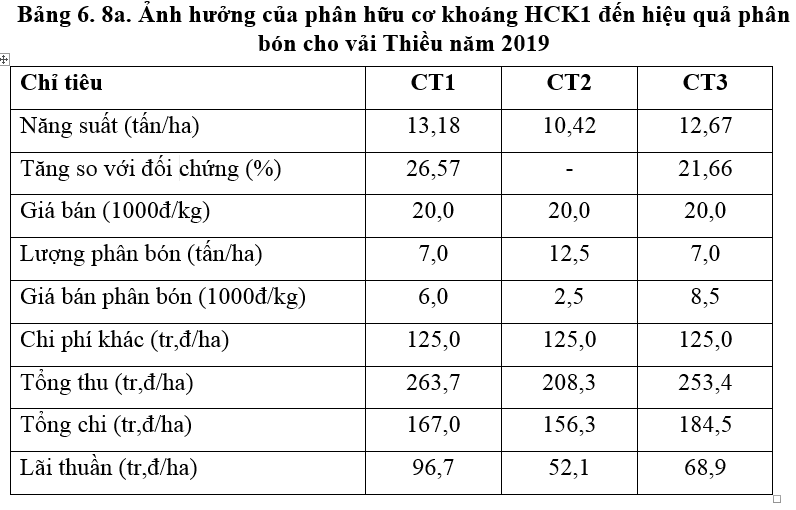 Bảng 6. 8a. Ảnh hưởng của phân hữu cơ khoáng HCK1 đến hiệu quả phân
bón cho vải Thiều năm 2019
Chỉ tiêu CT1 CT2 CT3
Năng suất (tấn/ha) 13,18 10,42 12,67
Tăng so với đối chứng (%) 26,57 - 21,66
Giá bán (1000đ/kg) 20,0 20,0 20,0
Lượng phân bón (tấn/ha) 7,0 12,5 7,0
Giá bán phân bón (1000đ/kg) 6,0 2,5 8,5
Chi phí khác (tr,đ/ha) 125,0 125,0 125,0
Tổng thu (tr,đ/ha) 263,7 208,3 253,4
Tổng chi (tr,đ/ha) 167,0 156,3 184,5
Lãi thuần (tr,đ/ha) 96,7 52,1 68,9